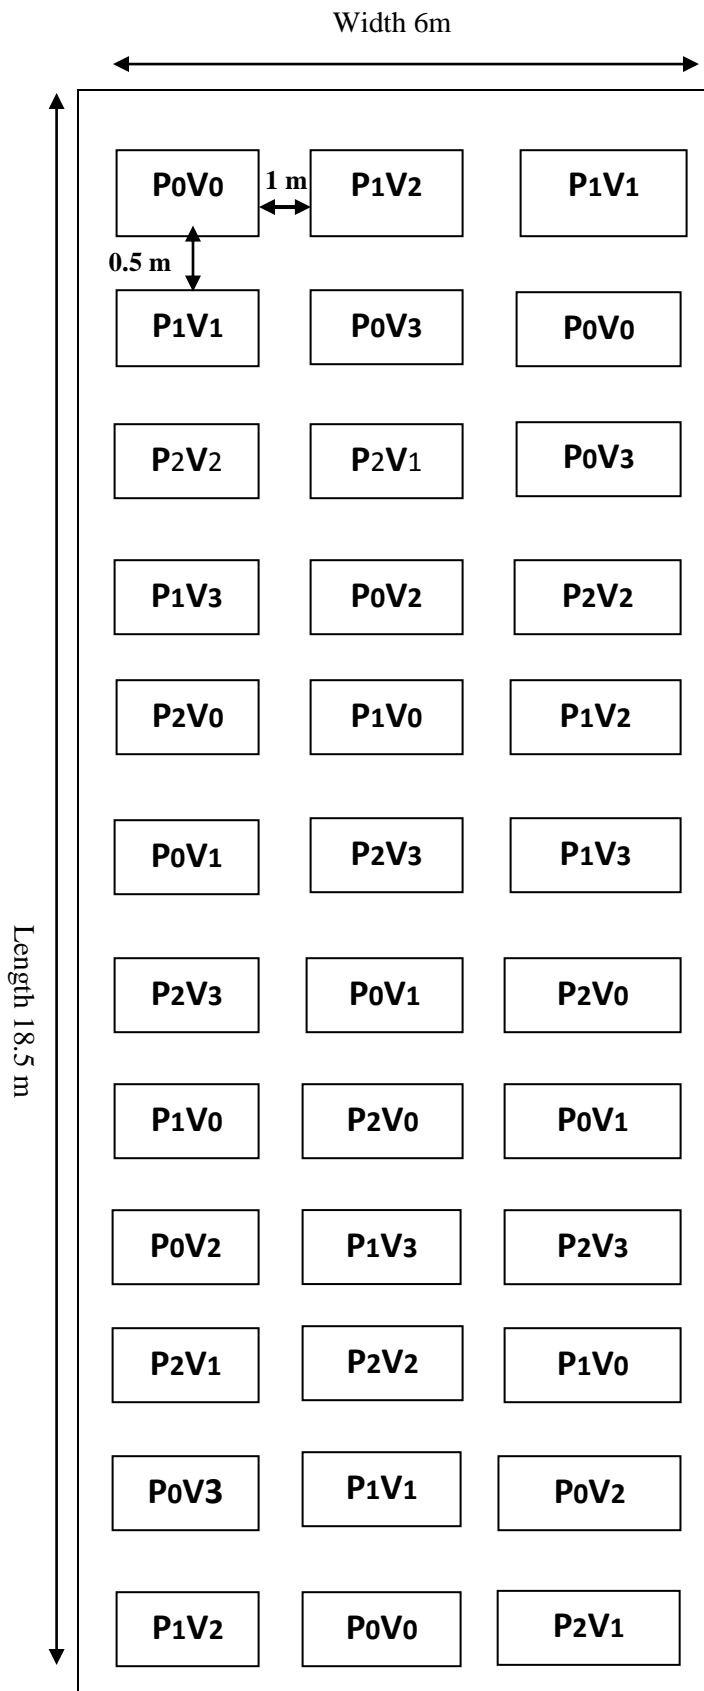 Width 6m
P0V0 1 m P1V2 P1V1
0.5 m
P1V1 P0V3 P0V0
P2V2 P2V1 P0V3
P1V3 P0V2 P2V2
P2V0 P1V0 P1V2
P0V1 P2V3 P1V3
Length 18.5 m
P2V3 P0V1 P2V0
P1V0 P2V0 P0V1
P0V2 P1V3 P2V3
P2V1 P2V2 P1V0
P0V3 P1V1 P0V2
P1V2 P0V0 P2V1